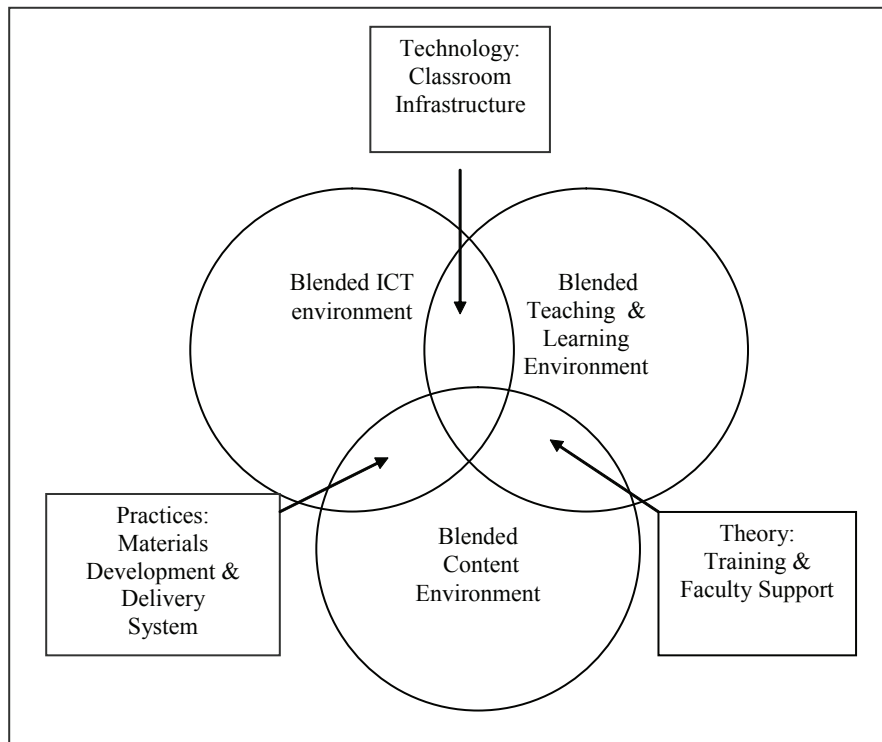 Technology:
Classroom
Infrastructure
Blended ICT
environment
Blended
Teaching &
Learning
Environment
Practices:
Materials
Development &
Delivery
System
Blended
Content
Environment
Theory:
Training &
Faculty Support